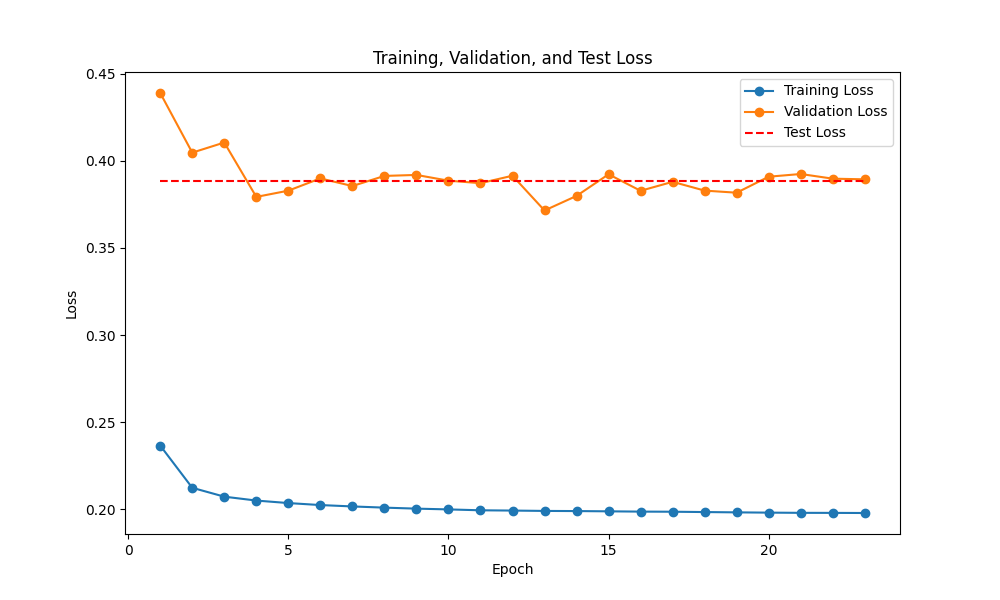 Training, Validation, and Test Loss
Training Loss
Validation Loss
Test Loss
0.45
0.40
0.35
0.30
0.25
0.20
Loss
0 5 10 15 20
Epoch